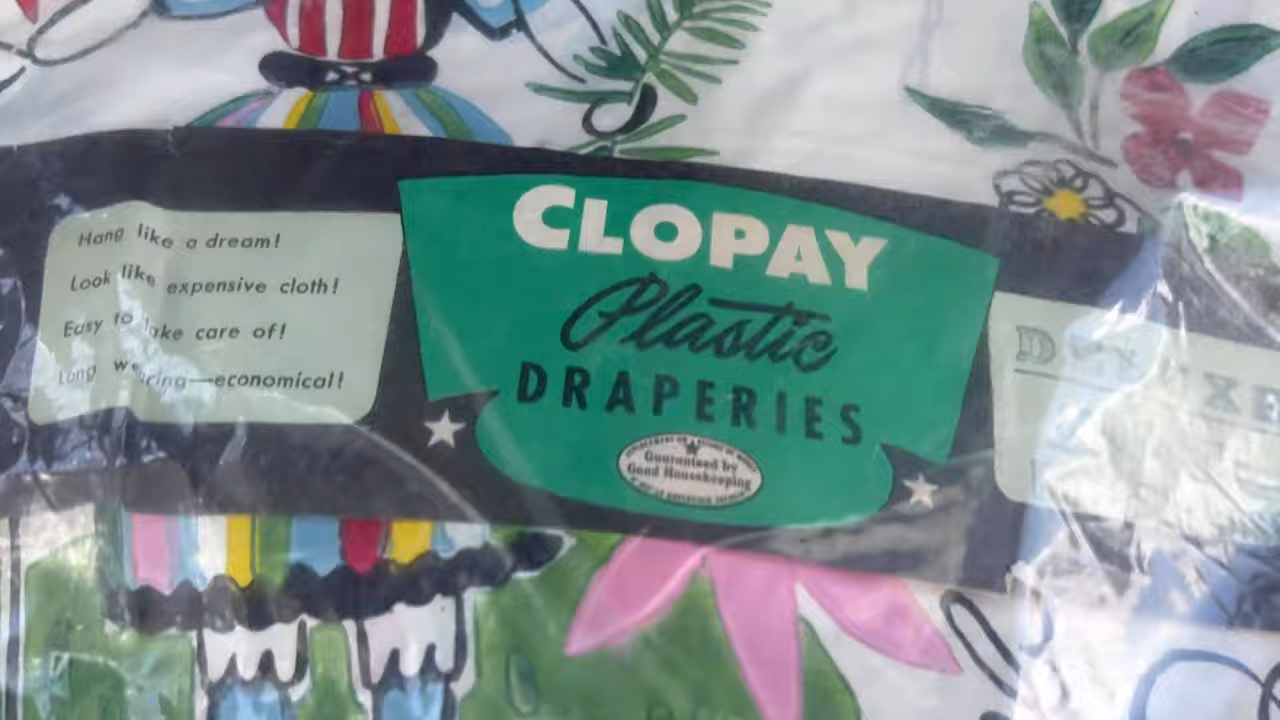 Hang like a dream!
Look like expensive cloth!
Easy to take care of!
Long wearing—economical!
CLOPAY
Plastic
DRAPERIES
Guaranteed by
Good Housekeeping